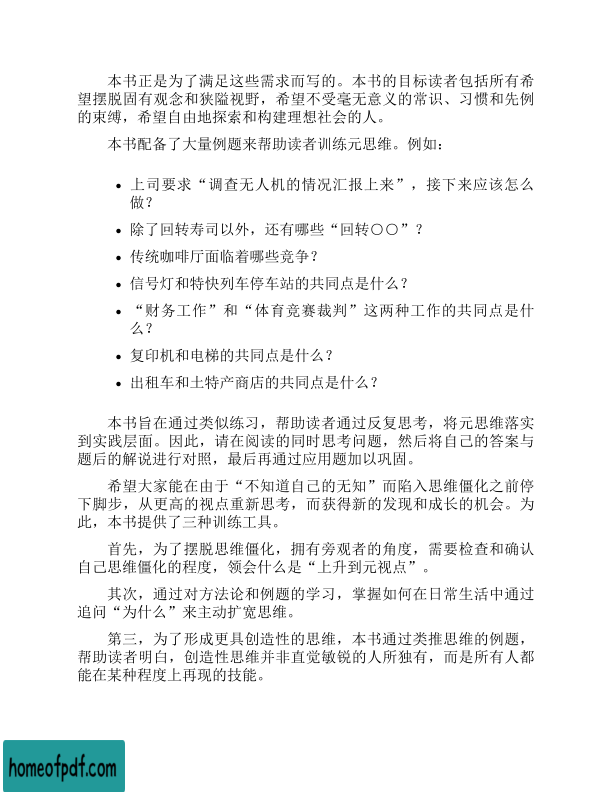 本书正是为了满足这些需求而写的。本书的目标读者包括所有希
望摆脱固有观念和狭隘视野，希望不受毫无意义的常识、习惯和先例
的束缚，希望自由地探索和构建理想社会的人。
本书配备了大量例题来帮助读者训练元思维。例如：
• 上司要求“调查无人机的情况汇报上来”，接下来应该怎么
做？
• 除了回转寿司以外，还有哪些“回转〇〇”？
• 传统咖啡厅面临着哪些竞争？
• 信号灯和特快列车停车站的共同点是什么？
• “财务工作”和“体育竞赛裁判”这两种工作的共同点是什
么？
• 复印机和电梯的共同点是什么？
• 出租车和土特产商店的共同点是什么？
本书旨在通过类似练习，帮助读者通过反复思考，将元思维落实
到实践层面。因此，请在阅读的同时思考问题，然后将自己的答案与
题后的解说进行对照，最后再通过应用题加以巩固。
希望大家能在由于“不知道自己的无知”而陷入思维僵化之前停
下脚步，从更高的视点重新思考，而获得新的发现和成长的机会。为
此，本书提供了三种训练工具。
首先，为了摆脱思维僵化，拥有旁观者的角度，需要检查和确认
自己思维僵化的程度，领会什么是“上升到元视点”。
其次，通过对方法论和例题的学习，掌握如何在日常生活中通过
追问“为什么”来主动扩宽思维。
第三，为了形成更具创造性的思维，本书通过类推思维的例题，
帮助读者明白，创造性思维并非直觉敏锐的人所独有，而是所有人都
能在某种程度上再现的技能。
homeofpdf.com